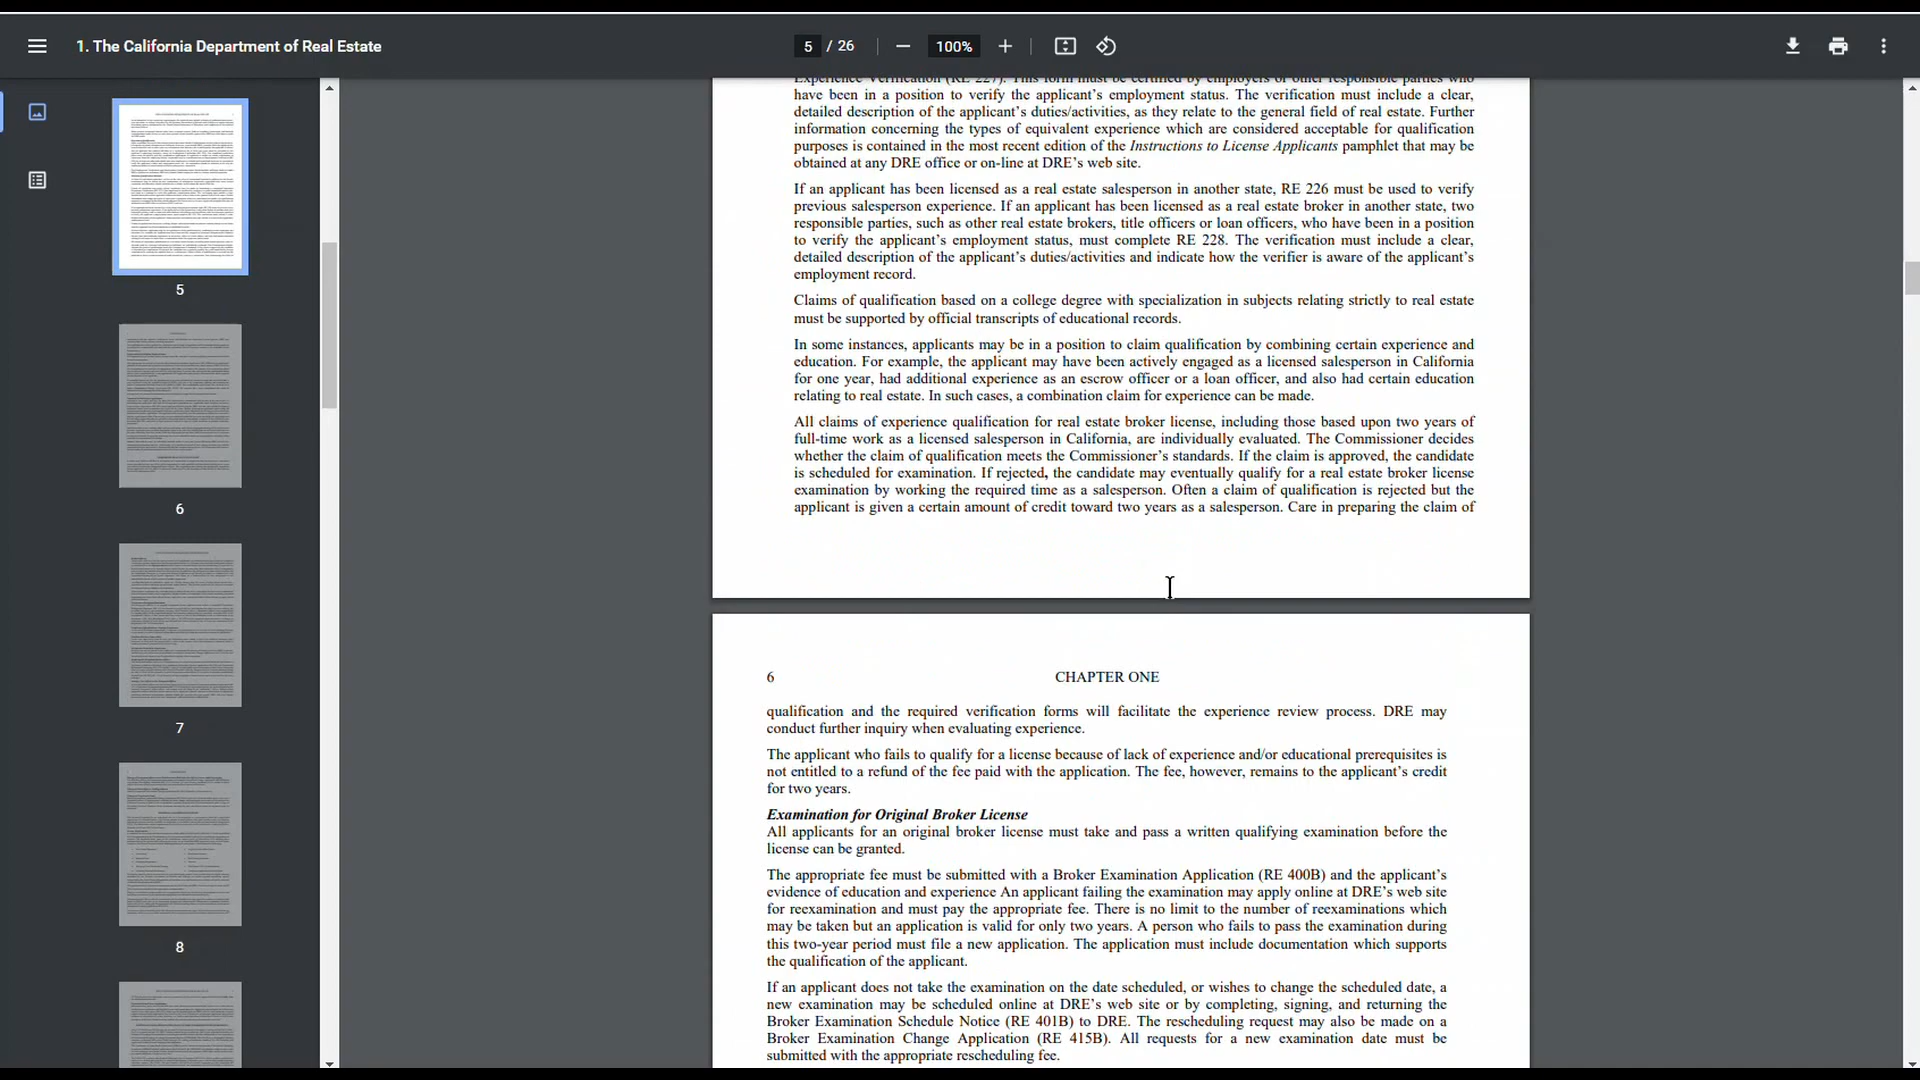 1. The California Department of Real Estate
5 / 26
100%
5
6
7
8
Experience Verification (RE 227). This form must be certified by employers or other responsible parties who
have been in a position to verify the applicant's employment status. The verification must include a clear,
detailed description of the applicant's duties/activities, as they relate to the general field of real estate. Further
information concerning the types of equivalent experience which are considered acceptable for qualification
purposes is contained in the most recent edition of the Instructions to License Applicants pamphlet that may be
obtained at any DRE office or on-line at DRE's web site.
If an applicant has been licensed as a real estate salesperson in another state, RE 226 must be used to verify
previous salesperson experience. If an applicant has been licensed as a real estate broker in another state, two
responsible parties, such as other real estate brokers, title officers or loan officers, who have been in a position
to verify the applicant's employment status, must complete RE 228. The verification must include a clear,
detailed description of the applicant's duties/activities and indicate how the verifier is aware of the applicant's
employment record.
Claims of qualification based on a college degree with specialization in subjects relating strictly to real estate
must be supported by official transcripts of educational records.
In some instances, applicants may be in a position to claim qualification by combining certain experience and
education. For example, the applicant may have been actively engaged as a licensed salesperson in California
for one year, had additional experience as an escrow officer or a loan officer, and also had certain education
relating to real estate. In such cases, a combination claim for experience can be made.
All claims of experience qualification for real estate broker license, including those based upon two years of
full-time work as a licensed salesperson in California, are individually evaluated. The Commissioner decides
whether the claim of qualification meets the Commissioner's standards. If the claim is approved, the candidate
is scheduled for examination. If rejected, the candidate may eventually qualify for a real estate broker license
examination by working the required time as a salesperson. Often a claim of qualification is rejected but the
applicant is given a certain amount of credit toward two years as a salesperson. Care in preparing the claim of
6 CHAPTER ONE
qualification and the required verification forms will facilitate the experience review process. DRE may
conduct further inquiry when evaluating experience.
The applicant who fails to qualify for a license because of lack of experience and/or educational prerequisites is
not entitled to a refund of the fee paid with the application. The fee, however, remains to the applicant's credit
for two years.
Examination for Original Broker License
All applicants for an original broker license must take and pass a written qualifying examination before the
license can be granted.
The appropriate fee must be submitted with a Broker Examination Application (RE 400B) and the applicant's
evidence of education and experience An applicant failing the examination may apply online at DRE's web site
for reexamination and must pay the appropriate fee. There is no limit to the number of reexaminations which
may be taken but an application is valid for only two years. A person who fails to pass the examination during
this two-year period must file a new application. The application must include documentation which supports
the qualification of the applicant.
If an applicant does not take the examination on the date scheduled, or wishes to change the scheduled date, a
new examination may be scheduled online at DRE's web site or by completing, signing, and returning the
Broker Examination Schedule Notice (RE 401B) to DRE. The rescheduling request may also be made on a
Broker Examination Change Application (RE 415B). All requests for a new examination date must be
submitted with the appropriate rescheduling fee.